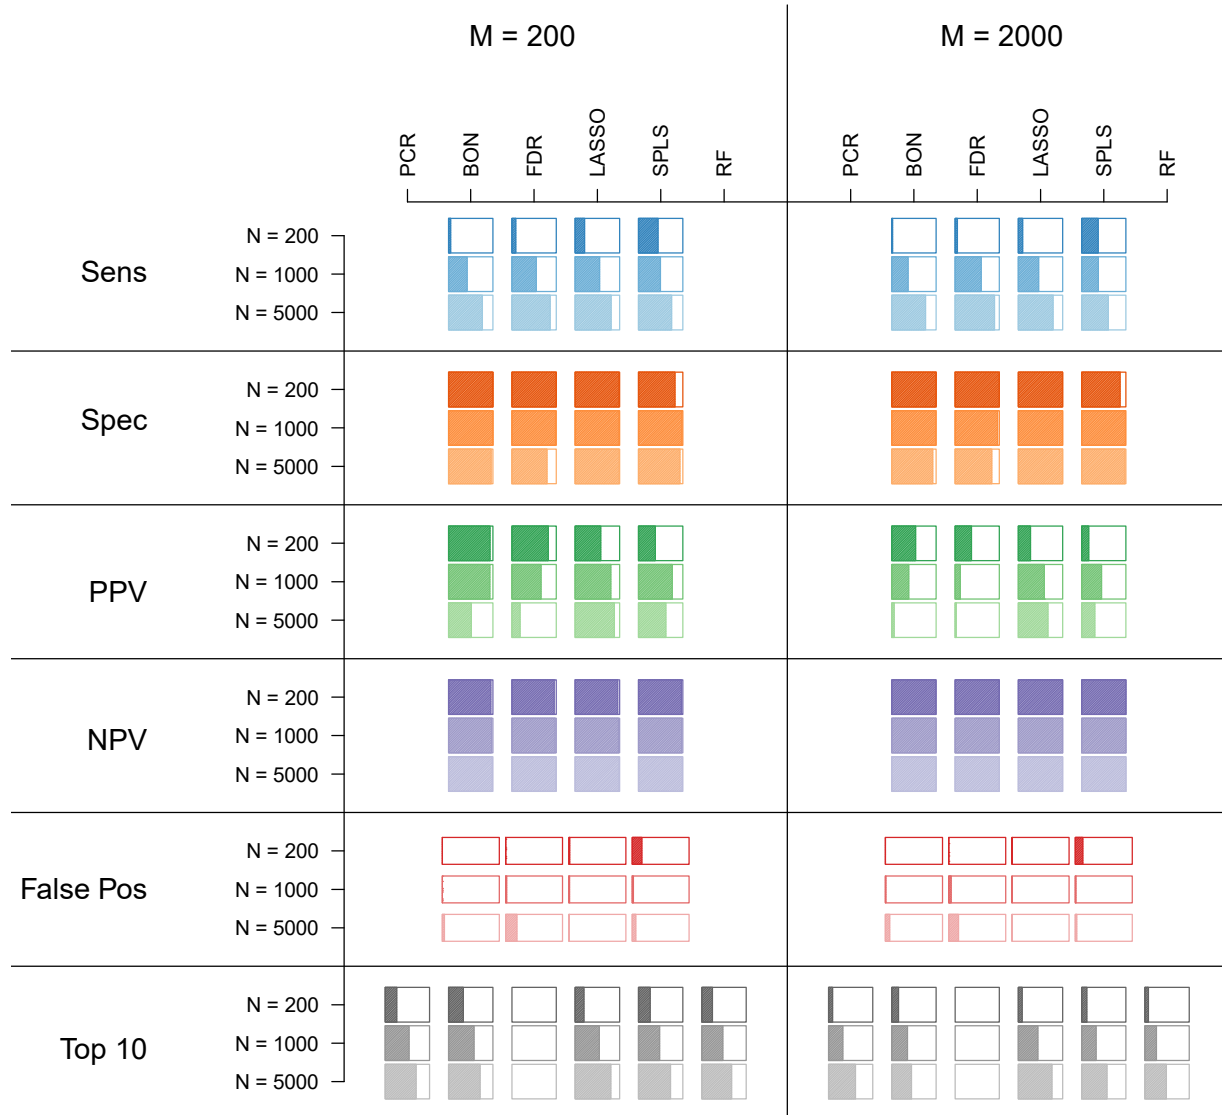 M = 200
M = 2000
PCR
BON
FDR
LASSO
SPLS
RF
PCR
BON
FDR
LASSO
SPLS
RF
Sens
N = 200
N = 1000
N = 5000
Spec
N = 200
N = 1000
N = 5000
PPV
N = 200
N = 1000
N = 5000
NPV
N = 200
N = 1000
N = 5000
False Pos
N = 200
N = 1000
N = 5000
Top 10
N = 200
N = 1000
N = 5000